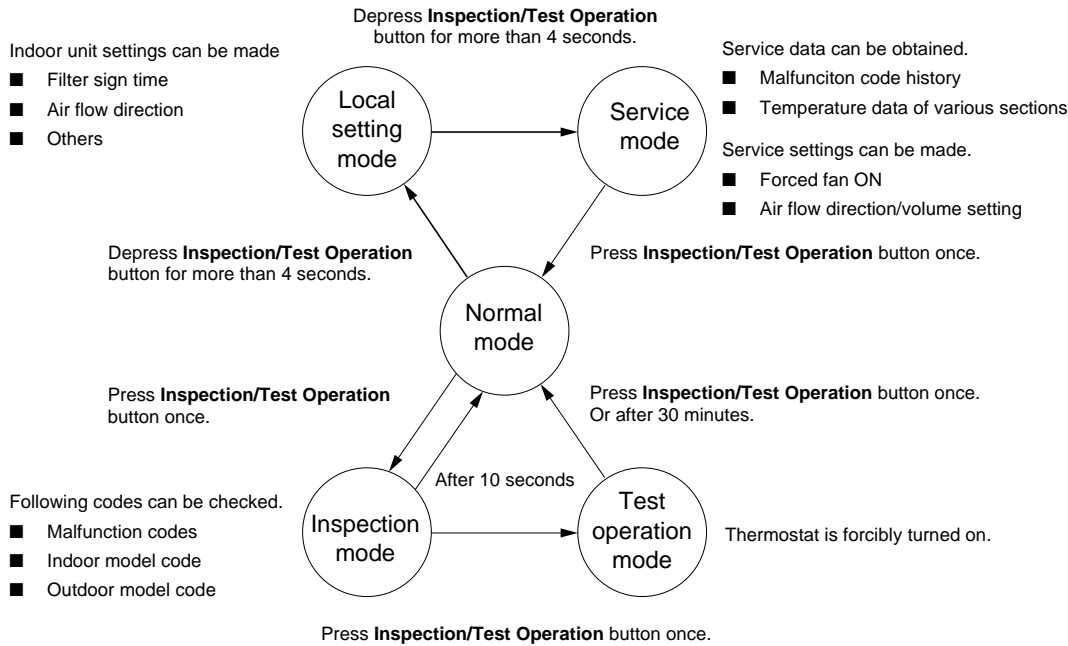 Depress Inspection/Test Operation
button for more than 4 seconds.
Indoor unit settings can be made
■ Filter sign time
■ Air flow direction
■ Others
Local
setting
mode
Service
mode
Service data can be obtained.
■ Malfunciton code history
■ Temperature data of various sections
Service settings can be made.
■ Forced fan ON
■ Air flow direction/volume setting
Depress Inspection/Test Operation
button for more than 4 seconds.
Press Inspection/Test Operation button once.
Normal
mode
Press Inspection/Test Operation
button once.
Press Inspection/Test Operation button once.
Or after 30 minutes.
After 10 seconds
Following codes can be checked.
■ Malfunction codes
■ Indoor model code
■ Outdoor model code
Inspection
mode
Test
operation
mode
Thermostat is forcibly turned on.
Press Inspection/Test Operation button once.